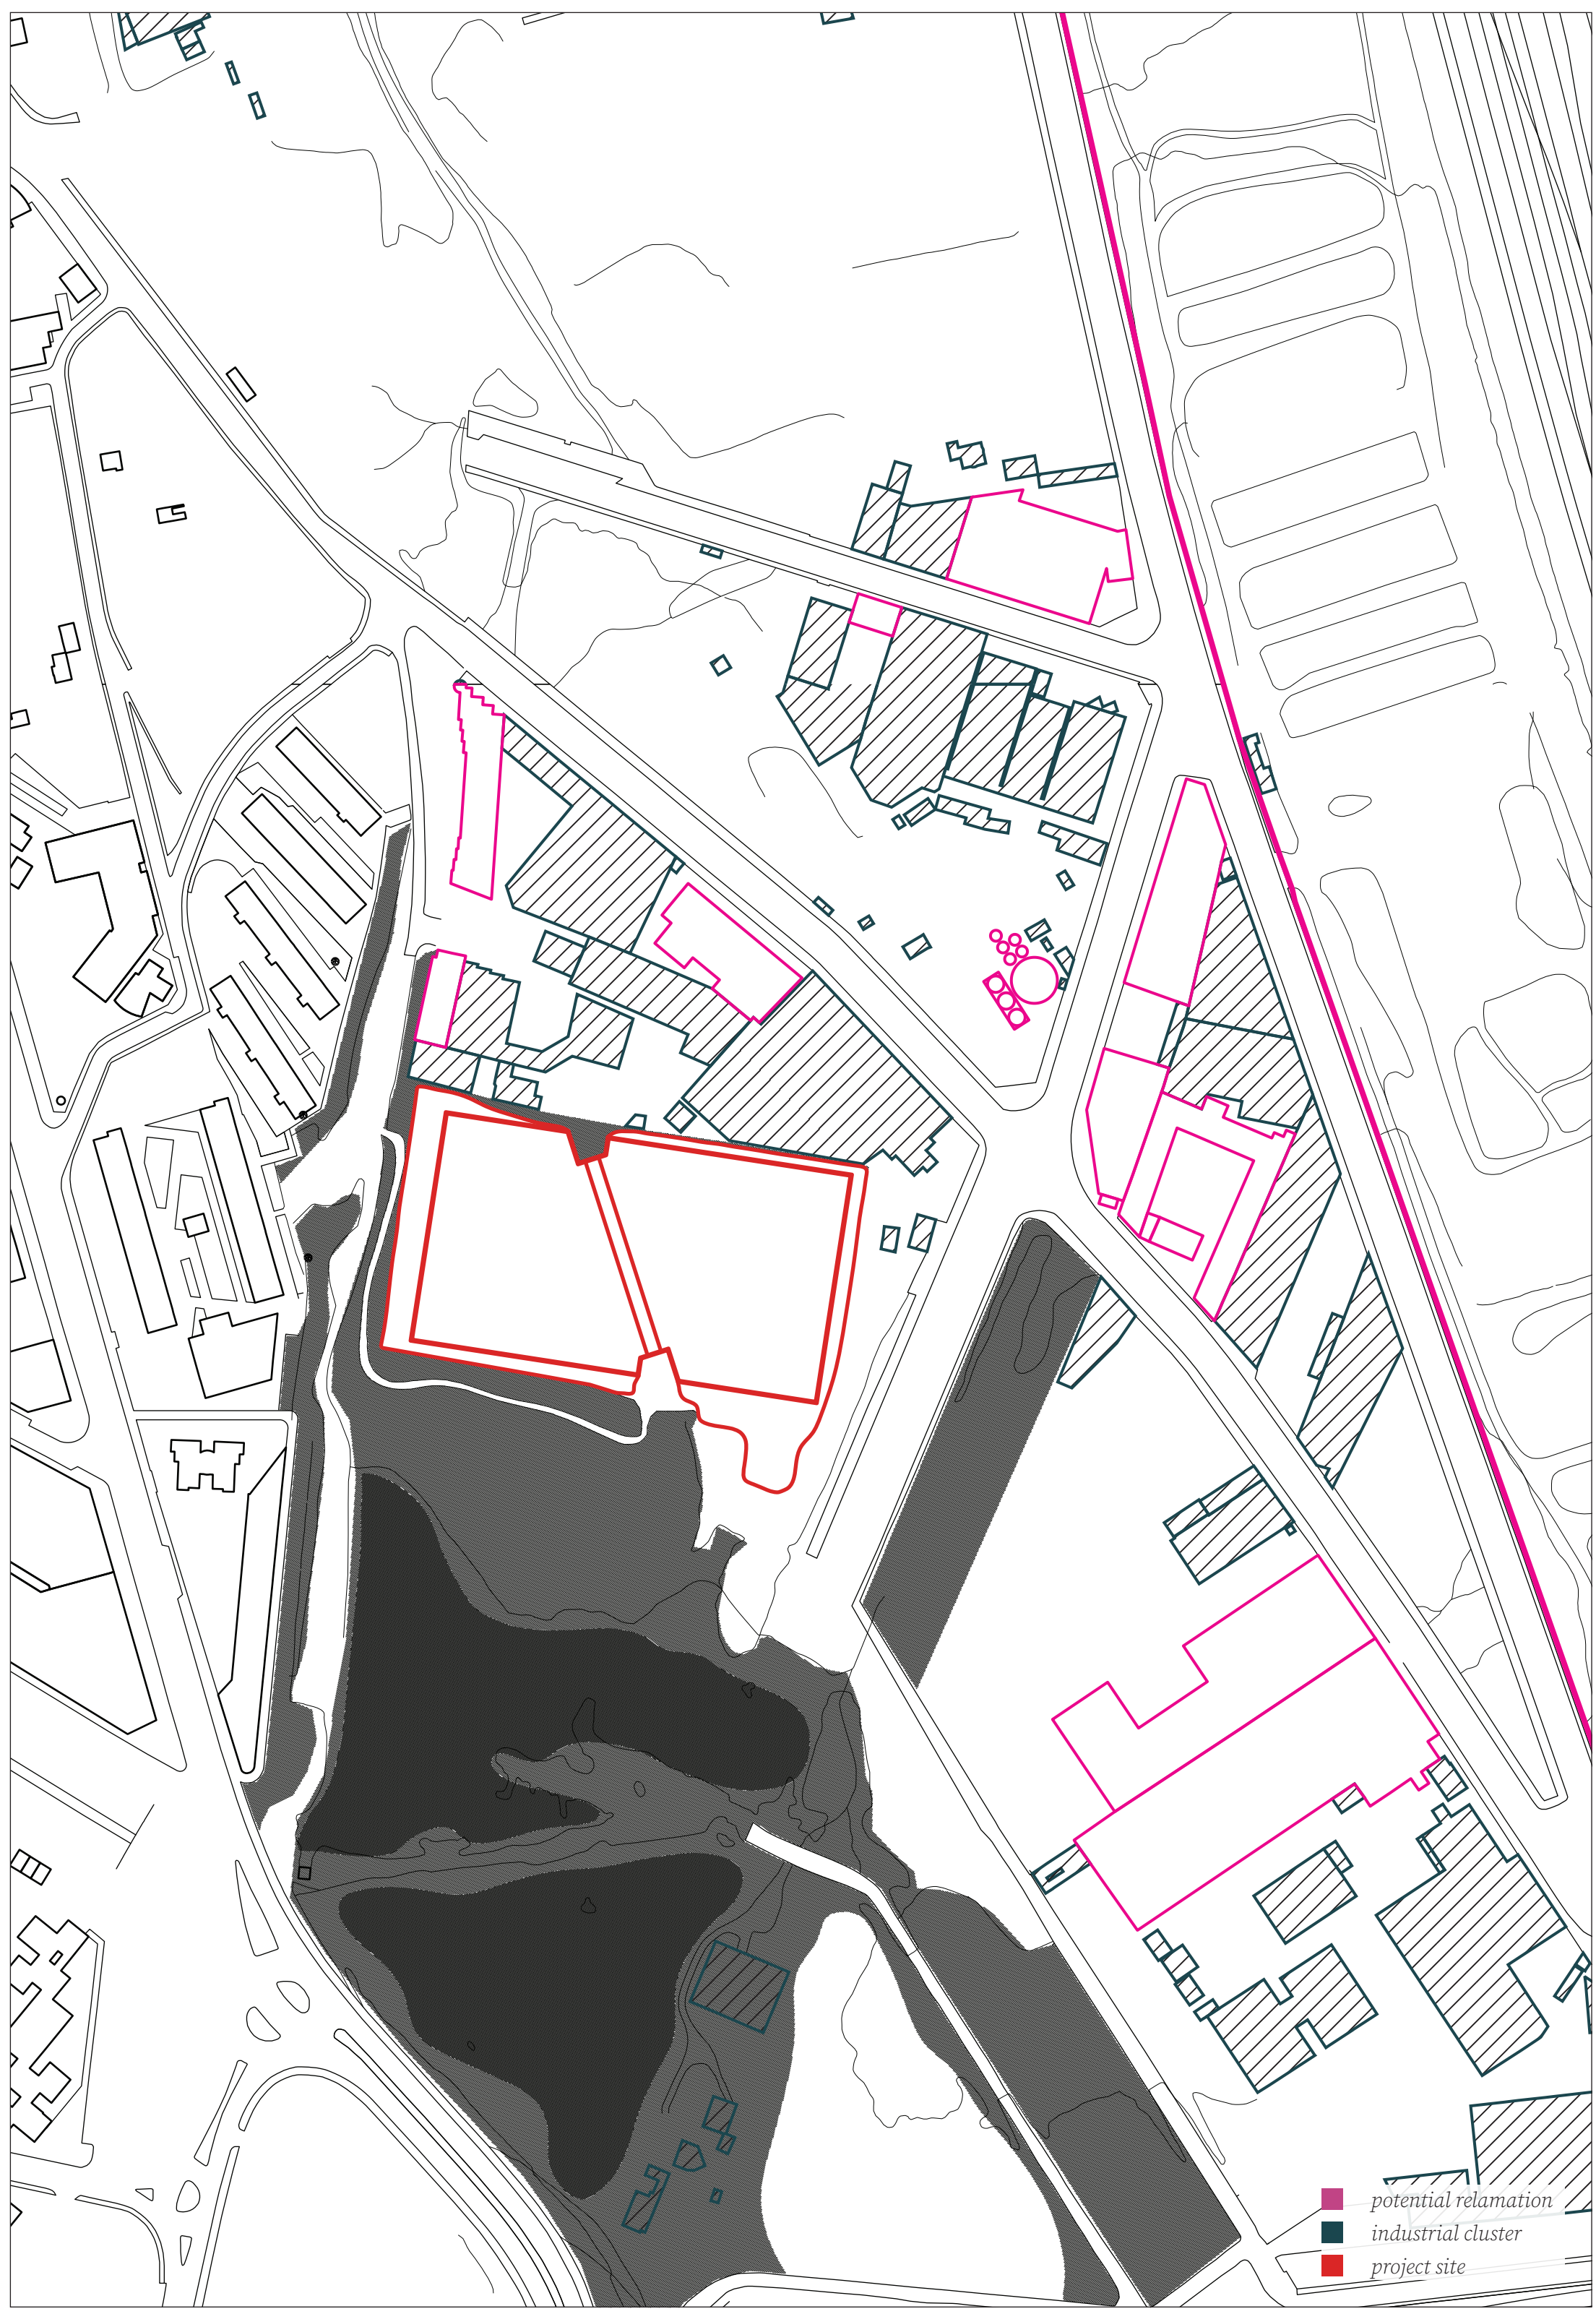 potential relamation
industrial cluster
project site